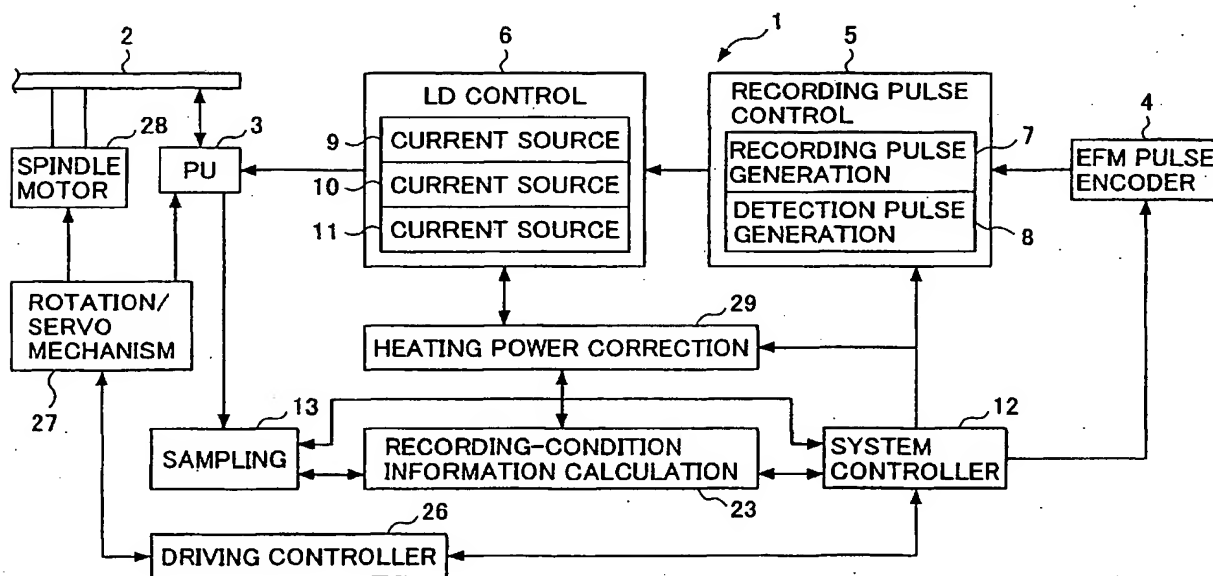 1
2
6
5
LD CONTROL
RECORDING PULSE
CONTROL
28
3
4
9
CURRENT SOURCE
7
SPINDLE
MOTOR
PU
10
CURRENT SOURCE
RECORDING PULSE
GENERATION
EFM PULSE
ENCODER
11
CURRENT SOURCE
DETECTION PULSE
GENERATION
8
ROTATION/
SERVO
MECHANISM
29
HEATING POWER CORRECTION
27
13
12
SAMPLING
RECORDING-CONDITION
INFORMATION CALCULATION
SYSTEM
CONTROLLER
23
26
DRIVING CONTROLLER